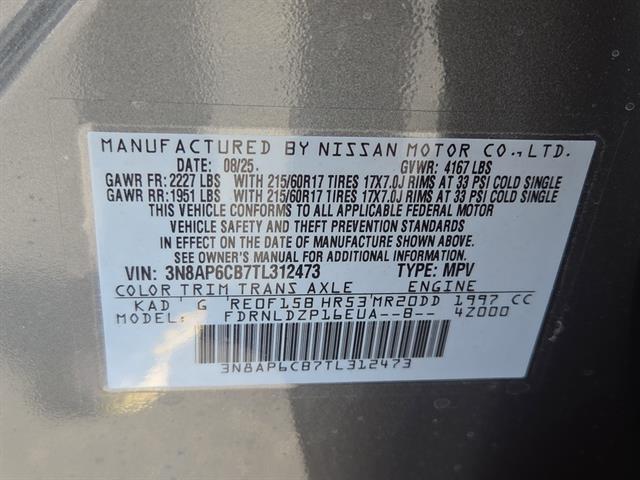 MANUFACTURED BY NISSAN MOTOR CO.,LTD.
DATE: 08/25. GVWR: 4167 LBS
GAWR FR: 2227 LBS WITH 215/60R17 TIRES 17X7.0J RIMS AT 33 PSI COLD SINGLE
GAWR RR: 1951 LBS WITH 215/60R17 TIRES 17X7.0J RIMS AT 33 PSI COLD SINGLE
THIS VEHICLE CONFORMS TO ALL APPLICABLE FEDERAL MOTOR
VEHICLE SAFETY AND THEFT PREVENTION STANDARDS
IN EFFECT ON THE DATE OF MANUFACTURE SHOWN ABOVE.
SEE OWNER'S MANUAL FOR ADDITIONAL INFORMATION.
VIN: 3N8AP6CB7TL312473 TYPE: MPV
COLOR TRIM TRANS AXLE ENGINE
KAD ' G 'RE0F15B HR53'MR20DD 1997 CC
MODEL FDRNLDZP16EUA--B-- 4Z000
3N8AP6CB7TL312473